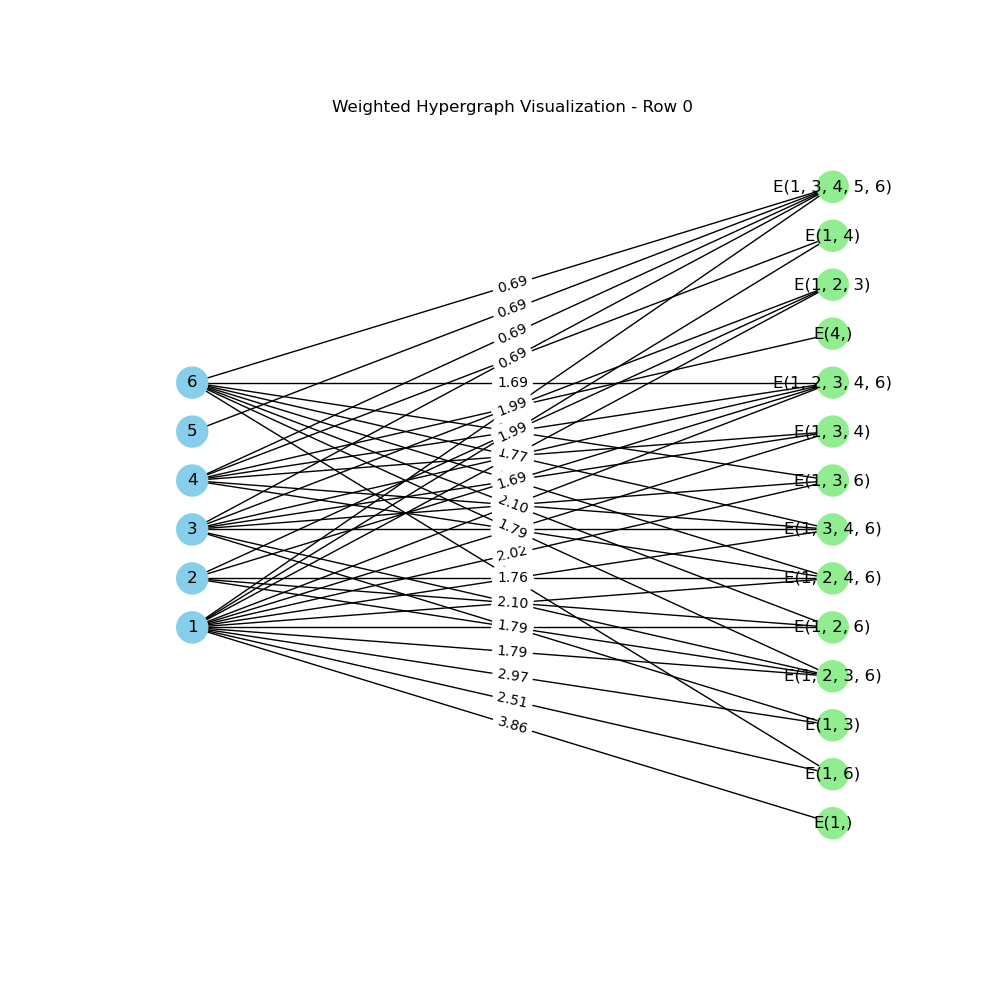 Weighted Hypergraph Visualization - Row 0
E(1, 3, 4, 5, 6)
E(1, 4)
E(1, 2, 3)
E(4,)
E(1, 2, 3, 4, 6)
E(1, 3, 4)
E(1, 3, 6)
E(1, 3, 4, 6)
E(1, 2, 4, 6)
E(1, 2, 6)
E(1, 2, 3, 6)
E(1, 3)
E(1, 6)
E(1,)
6
5
4
3
2
1
0.69
0.69
0.69
0.69
1.69
1.99
1.99
1.77
1.69
2.10
1.79
2.02
1.76
2.10
1.79
1.79
2.97
2.51
3.86